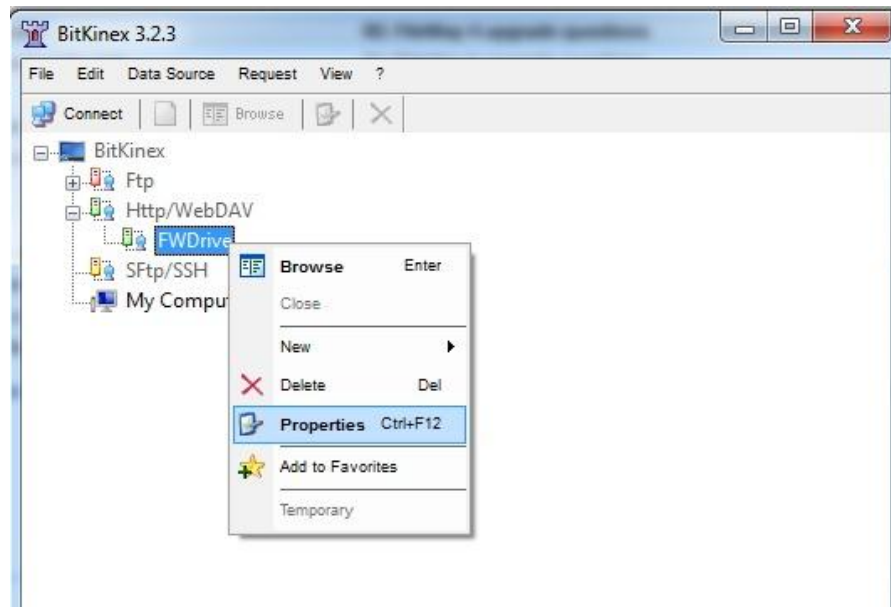 BitKinex 3.2.3
File Edit Data Source Request View ?
Connect Browse
BitKinex
Ftp
Http/WebDAV
FWDrive
SFtp/SSH
My Compu
Browse Enter
Close
New
Delete Del
Properties Ctrl+F12
Add to Favorites
Temporary